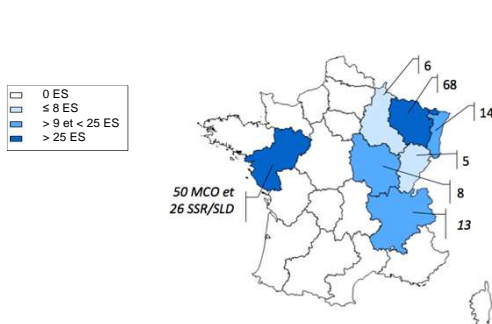 0 ES
≤ 8 ES
> 9 et < 25 ES
> 25 ES
6
68
14
5
8
13
50 MCO et
26 SSR/SLD